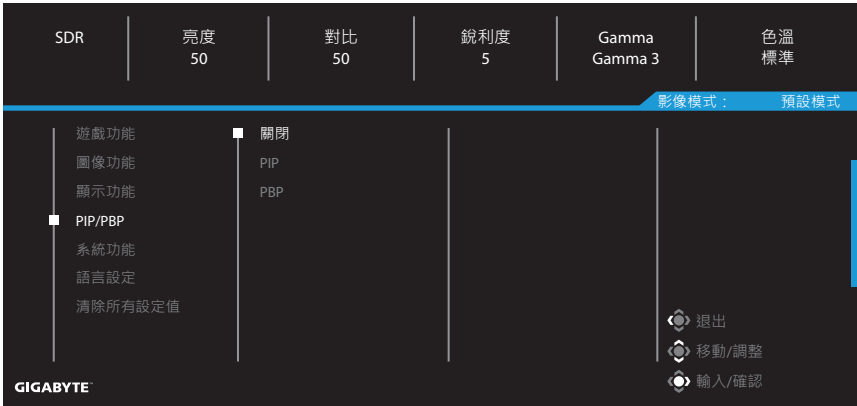 SDR 亮度 對比 銳利度 Gamma 色溫
50 50 5 Gamma 3 標準
影像模式： 預設模式
遊戲功能 關閉
圖像功能 PIP
顯示功能 PBP
PIP/PBP
系統功能
語言設定
清除所有設定值
退出
移動/調整
輸入/確認
GIGABYTE™